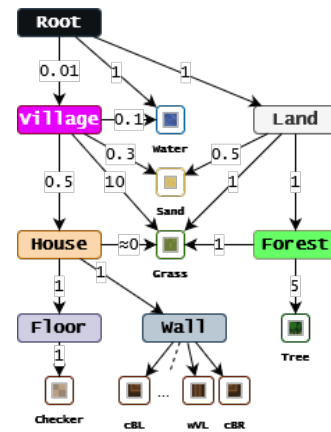 Root
0.01 1 1
Village 0.1 Land
Water
0.3 0.5
Sand
0.5 10 1 1
House ≈0 1 Forest
Grass
1 1 5
Floor Wall
Tree
1
...
Checker cBL wVL cBR